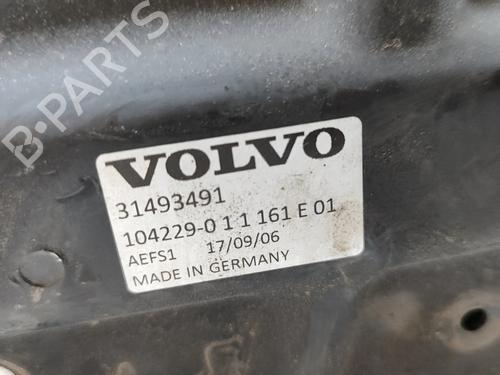 B-PARTS
VOLVO
31493491
104229-0 1 1 161 E 01
AEFS1 17/09/06
MADE IN GERMANY